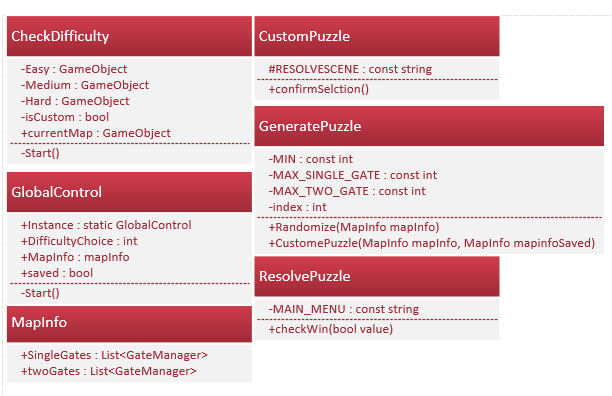 CheckDifficulty
-Easy : GameObject
-Medium : GameObject
-Hard : GameObject
-isCustom : bool
+currentMap : GameObject
-Start()
GlobalControl
+Instance : static GlobalControl
+DifficultyChoice : int
+MapInfo : mapInfo
+saved : bool
-Start()
MapInfo
+SingleGates : List<GateManager>
+twoGates : List<GateManager>
CustomPuzzle
#RESOLVESCENE : const string
+confirmSelction()
GeneratePuzzle
-MIN : const int
-MAX_SINGLE_GATE : const int
-MAX_TWO_GATE : const int
-index : int
+Randomize(MapInfo mapInfo)
+CustomePuzzle(MapInfo mapInfo, MapInfo mapinfoSaved)
ResolvePuzzle
-MAIN_MENU : const string
+checkWin(bool value)